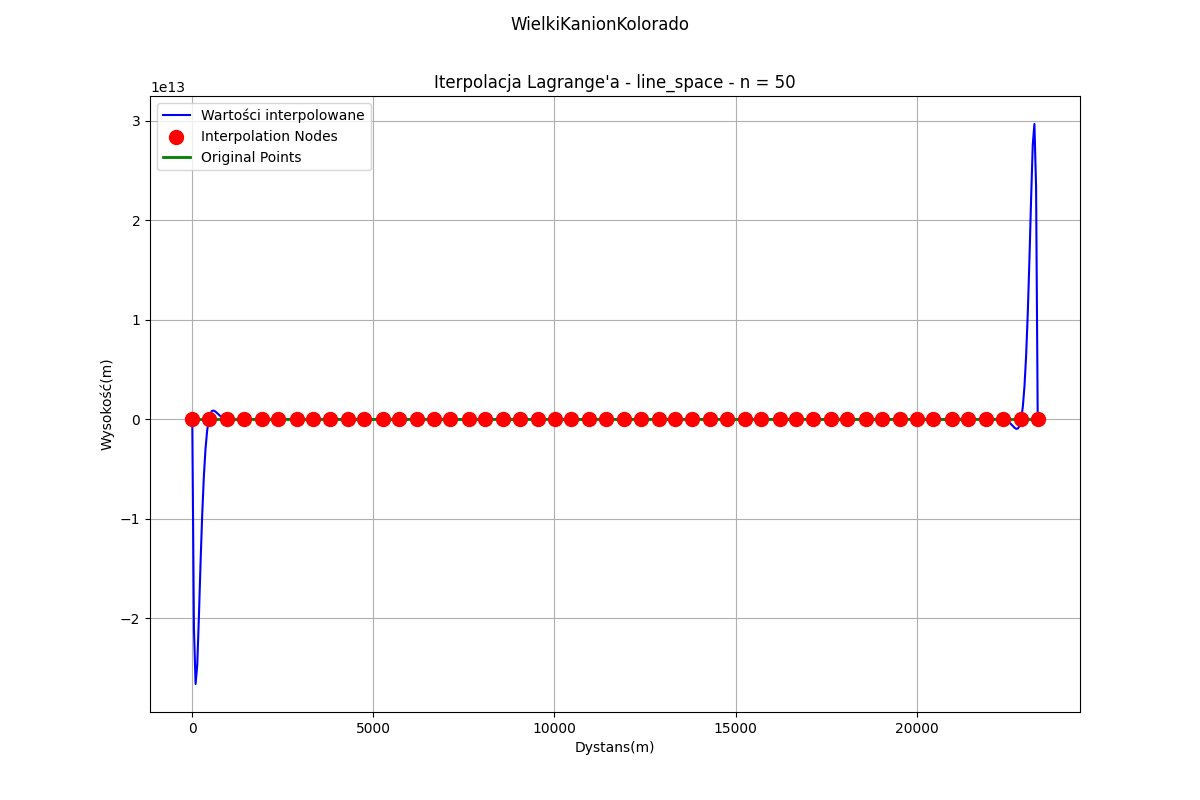 WielkiKanionKolorado
Iterpolacja Lagrange'a - line_space - n = 50
1e13
Wartości interpolowane
Interpolation Nodes
Original Points
3
2
1
0
−1
−2
Wysokość(m)
0 5000 10000 15000 20000
Dystans(m)